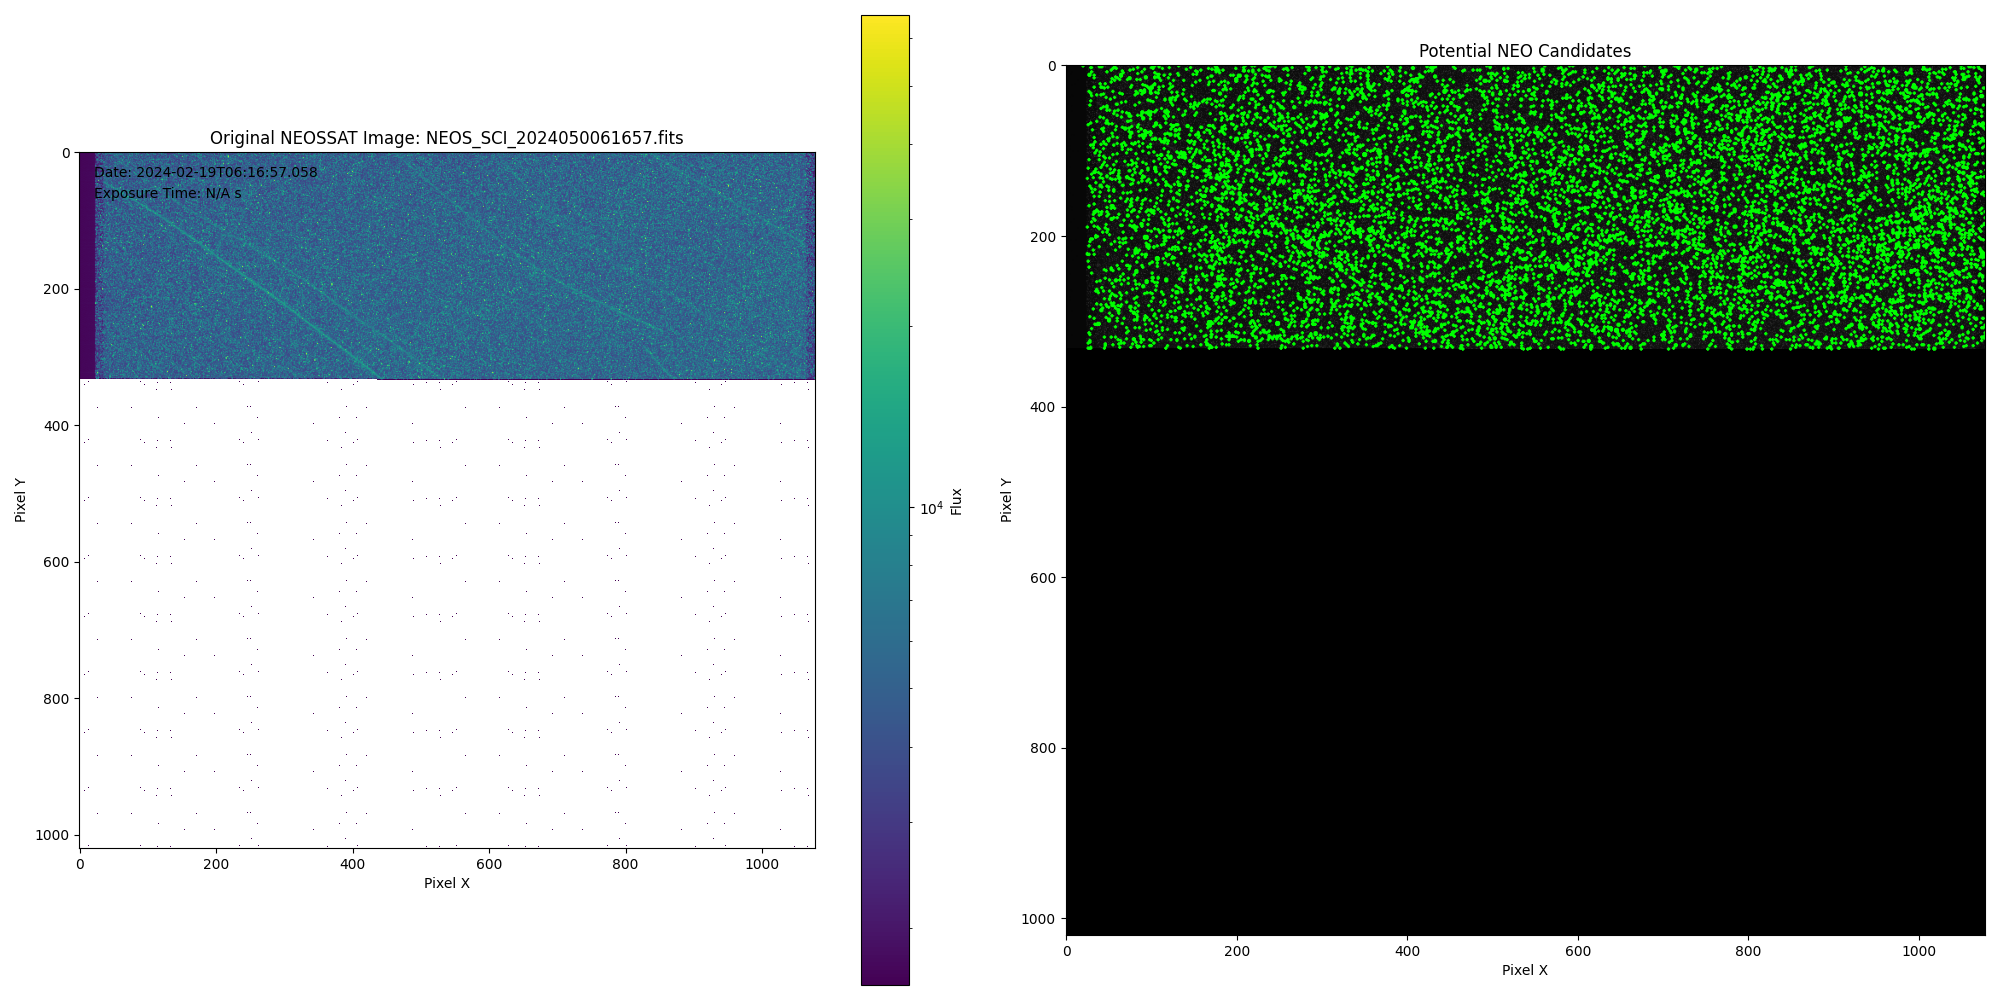 Original NEOSSAT Image: NEOS_SCI_2024050061657.fits
Date: 2024-02-19T06:16:57.058
Exposure Time: N/A s
0
200
400
600
800
1000
Pixel Y
0 200 400 600 800 1000
Pixel X
10⁴
Flux
Potential NEO Candidates
0
200
400
600
800
1000
Pixel Y
0 200 400 600 800 1000
Pixel X